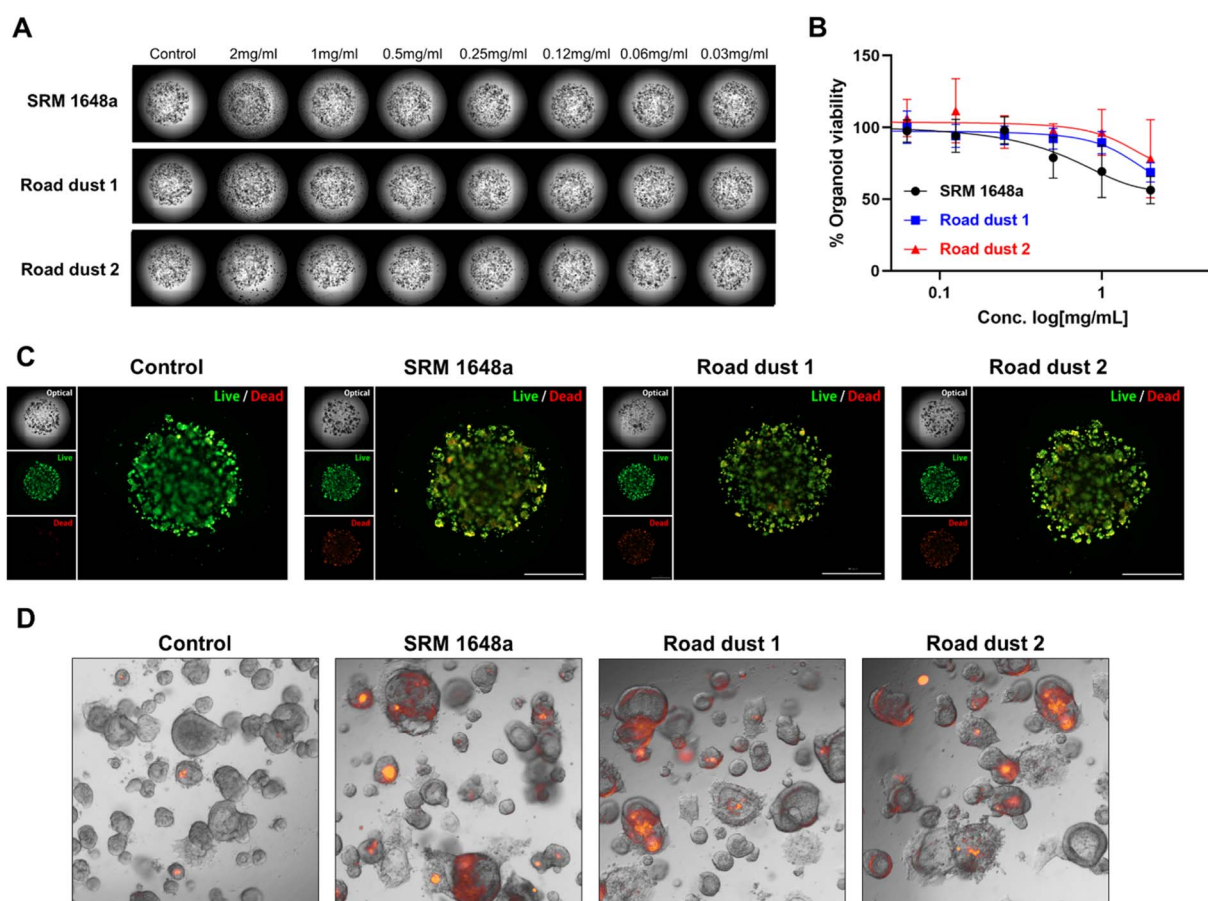 A
Control 2mg/ml 1mg/ml 0.5mg/ml 0.25mg/ml 0.12mg/ml 0.06mg/ml 0.03mg/ml
SRM 1648a
Road dust 1
Road dust 2
B
150
100
50
0
% Organoid viability
SRM 1648a
Road dust 1
Road dust 2
0.1 1
Conc. log[mg/mL]
C
Control SRM 1648a Road dust 1 Road dust 2
Optical Live / Dead Optical Live / Dead Optical Live / Dead Optical Live / Dead
Live Live Live Live
Dead Dead Dead Dead
D
Control SRM 1648a Road dust 1 Road dust 2